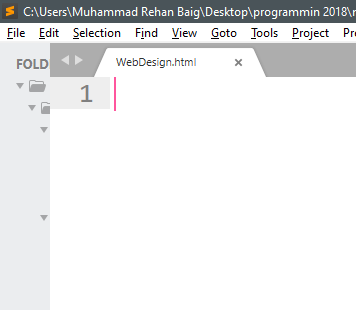 C:\Users\Muhammad Rehan Baig\Desktop\programmin 2018\
File Edit Selection Find View Goto Tools Project
FOLD
WebDesign.html
1